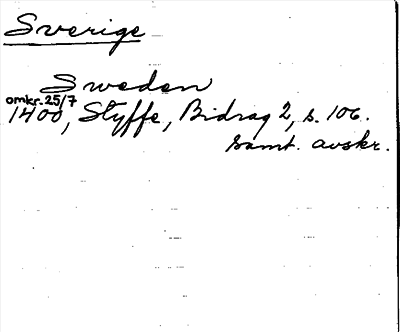 Sverige
Sweden
omkr. 25/7
1400, Styffe, Bidrag 2, s. 106.
samt. avskr.